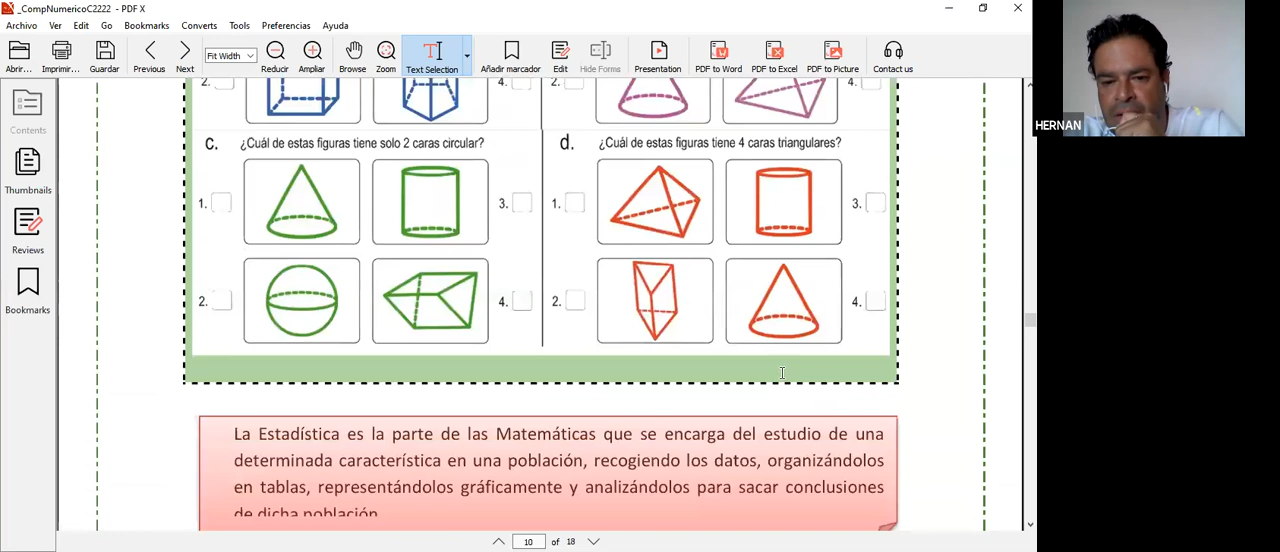 _CompNumericoC2222 - PDF X
Archivo Ver Edit Go Bookmarks Converts Tools Preferencias Ayuda
Abrir... Imprimir... Guardar Previous Next Fit Width Reducir Ampliar Browse Zoom Text Selection Añadir marcador Edit Hide Forms Presentation PDF to Word PDF to Excel PDF to Picture Contact us
Contents
Thumbnails
Reviews
Bookmarks
2. 4. 2. 4.
c. ¿Cuál de estas figuras tiene solo 2 caras circular?
1. 3.
2. 4.
d. ¿Cuál de estas figuras tiene 4 caras triangulares?
1. 3.
2. 4.
La Estadística es la parte de las Matemáticas que se encarga del estudio de una
determinada característica en una población, recogiendo los datos, organizándolos
en tablas, representándolos gráficamente y analizándolos para sacar conclusiones
de dicha población
10 of 18
HERNAN